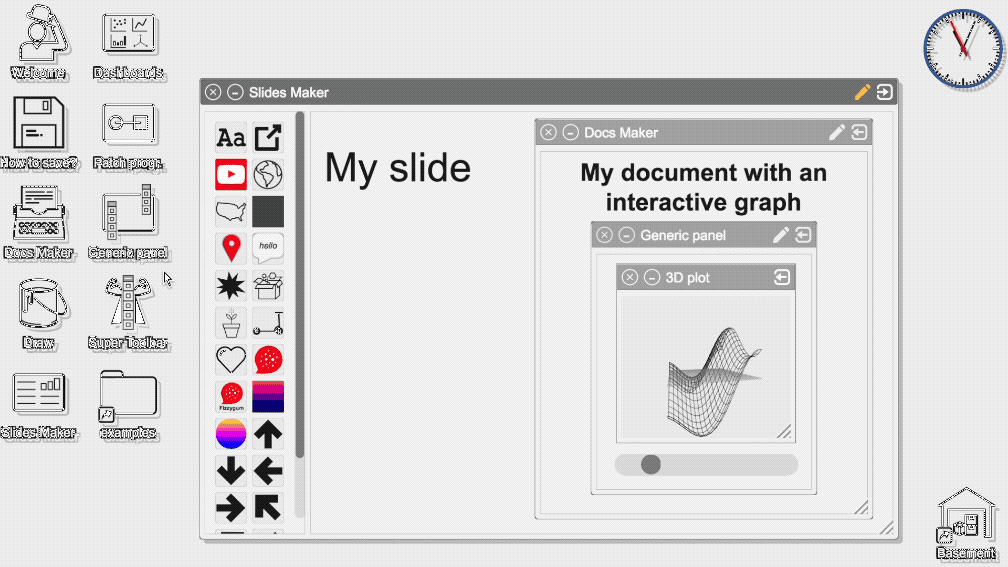 Welcome
Dashboards
How to save?
Patch progr.
Docs Maker
Generic panel
Draw
Super Toolbar
Slides Maker
examples
Slides Maker
Aa
hello
Fizzygum
My slide
Docs Maker
My document with an
interactive graph
Generic panel
3D plot
Basement